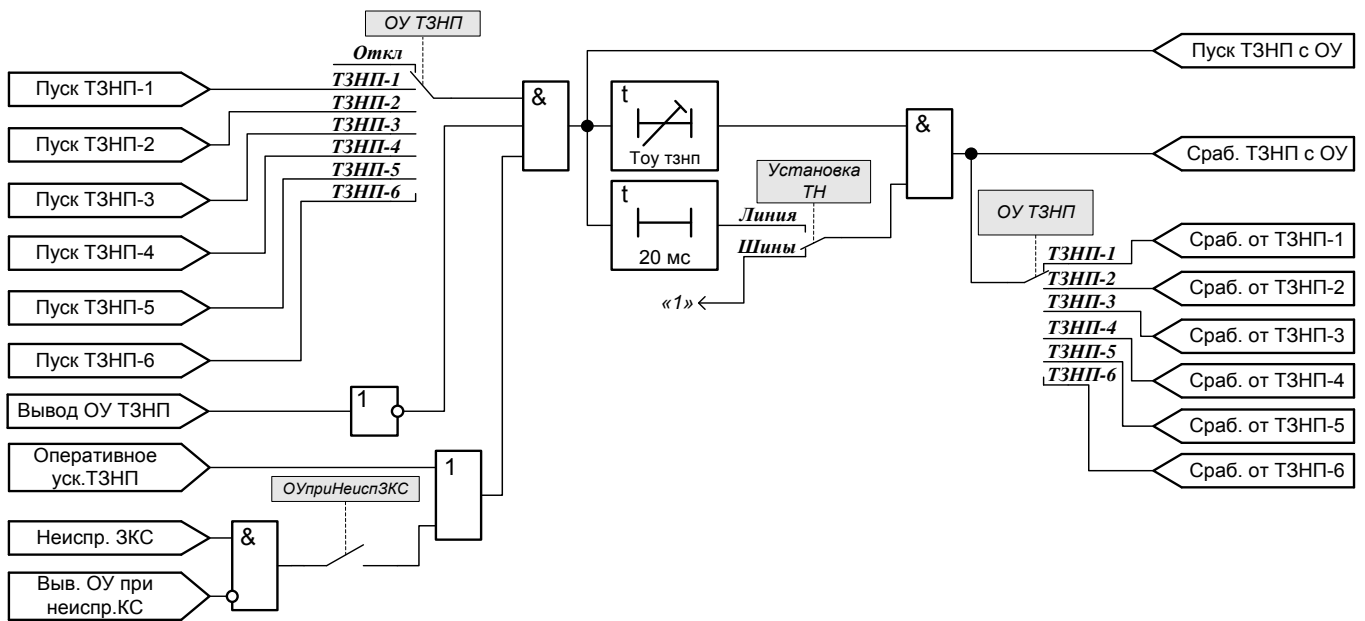 ОУ ТЗНП
Откл
ТЗНП-1
ТЗНП-2
ТЗНП-3
ТЗНП-4
ТЗНП-5
ТЗНП-6
Пуск ТЗНП-1
Пуск ТЗНП-2
Пуск ТЗНП-3
Пуск ТЗНП-4
Пуск ТЗНП-5
Пуск ТЗНП-6
Вывод ОУ ТЗНП
Оперативное
уск.ТЗНП
Неиспр. ЗКС
Выв. ОУ при
неиспр.КС
1
&
ОУприНеиспЗКС
1
&
t
Тоу тзнп
t
20 мс
Установка
ТН
Линия
Шины
«1»
&
ОУ ТЗНП
ТЗНП-1
ТЗНП-2
ТЗНП-3
ТЗНП-4
ТЗНП-5
ТЗНП-6
Пуск ТЗНП с ОУ
Сраб. ТЗНП с ОУ
Сраб. от ТЗНП-1
Сраб. от ТЗНП-2
Сраб. от ТЗНП-3
Сраб. от ТЗНП-4
Сраб. от ТЗНП-5
Сраб. от ТЗНП-6